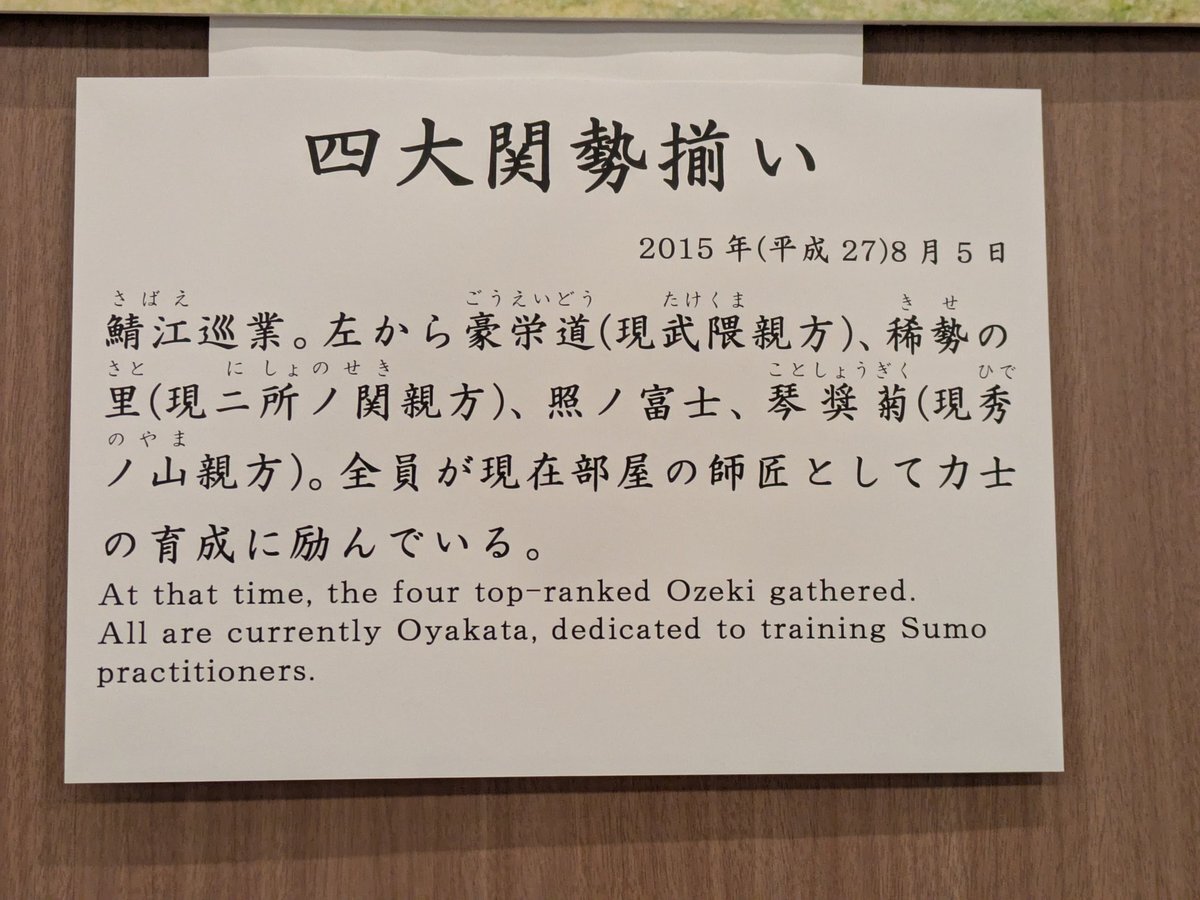 四大関勢揃い
2015年(平成27)8月5日
さばえ ごうえいどう たけくま きせ
鯖江巡業。左から豪栄道(現武隈親方)、稀勢の
さと にしょのせき ことしょうぎく ひで
里(現二所ノ関親方)、照ノ富士、琴奨菊(現秀
のやま
ノ山親方)。全員が現在部屋の師匠として力士
の育成に励んでいる。
At that time, the four top-ranked Ozeki gathered.
All are currently Oyakata, dedicated to training Sumo
practitioners.